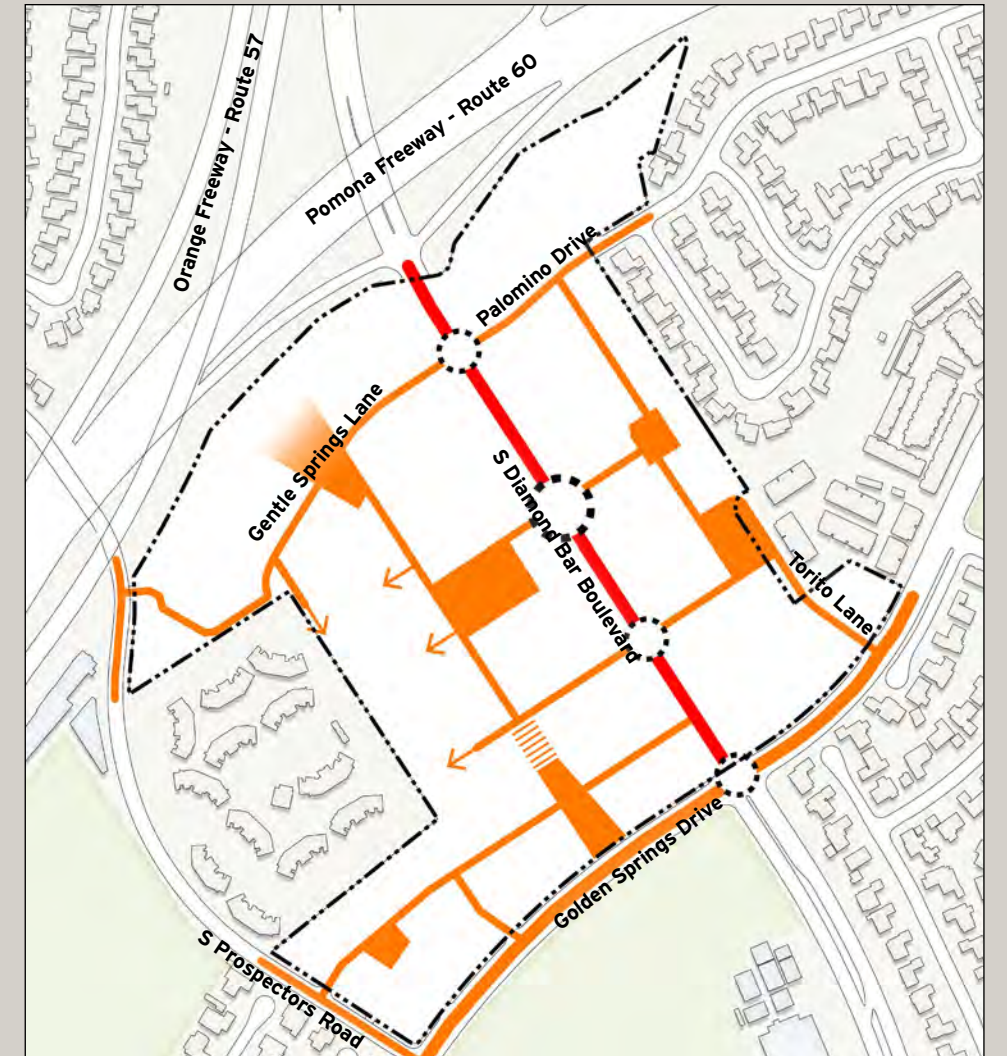 Orange Freeway - Route 57
Pomona Freeway - Route 60
Palomino Drive
Gentle Springs Lane
S Diamond Bar Boulevard
Torito Lane
Golden Springs Drive
S Prospectors Road